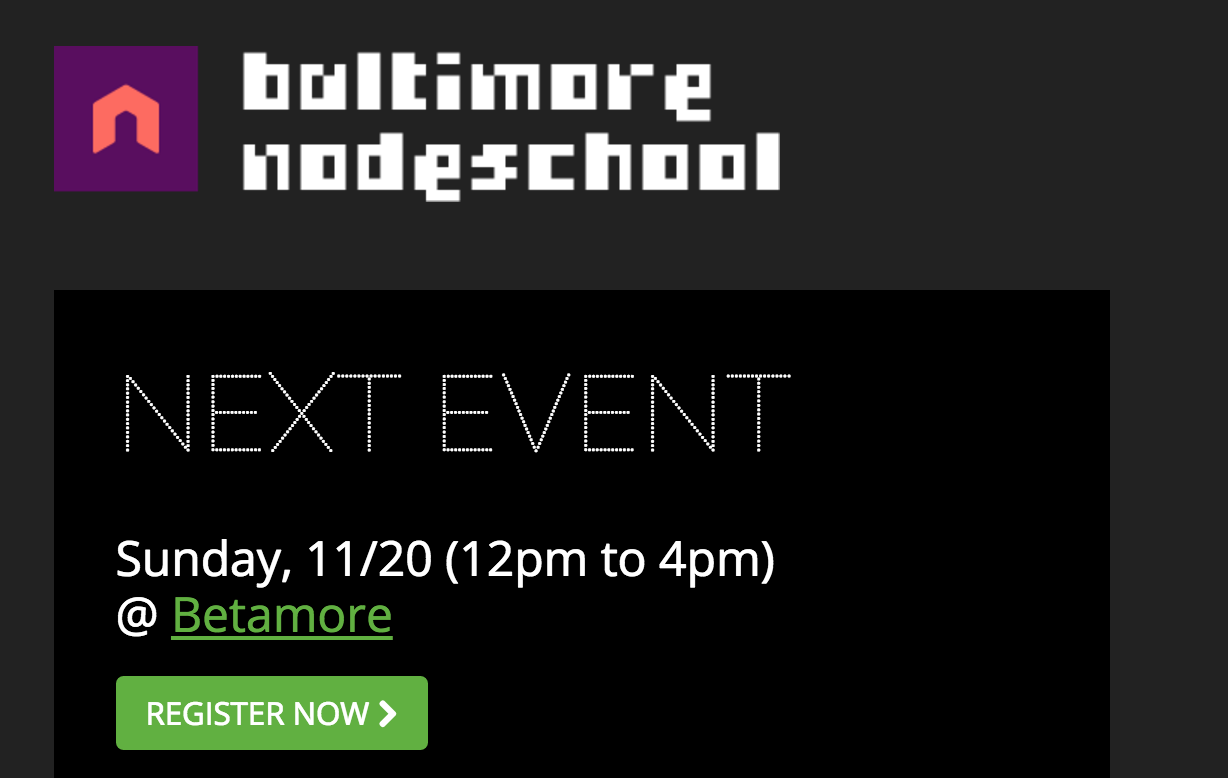 baltimore
nodeschool
NEXT EVENT
Sunday, 11/20 (12pm to 4pm)
@ Betamore
REGISTER NOW